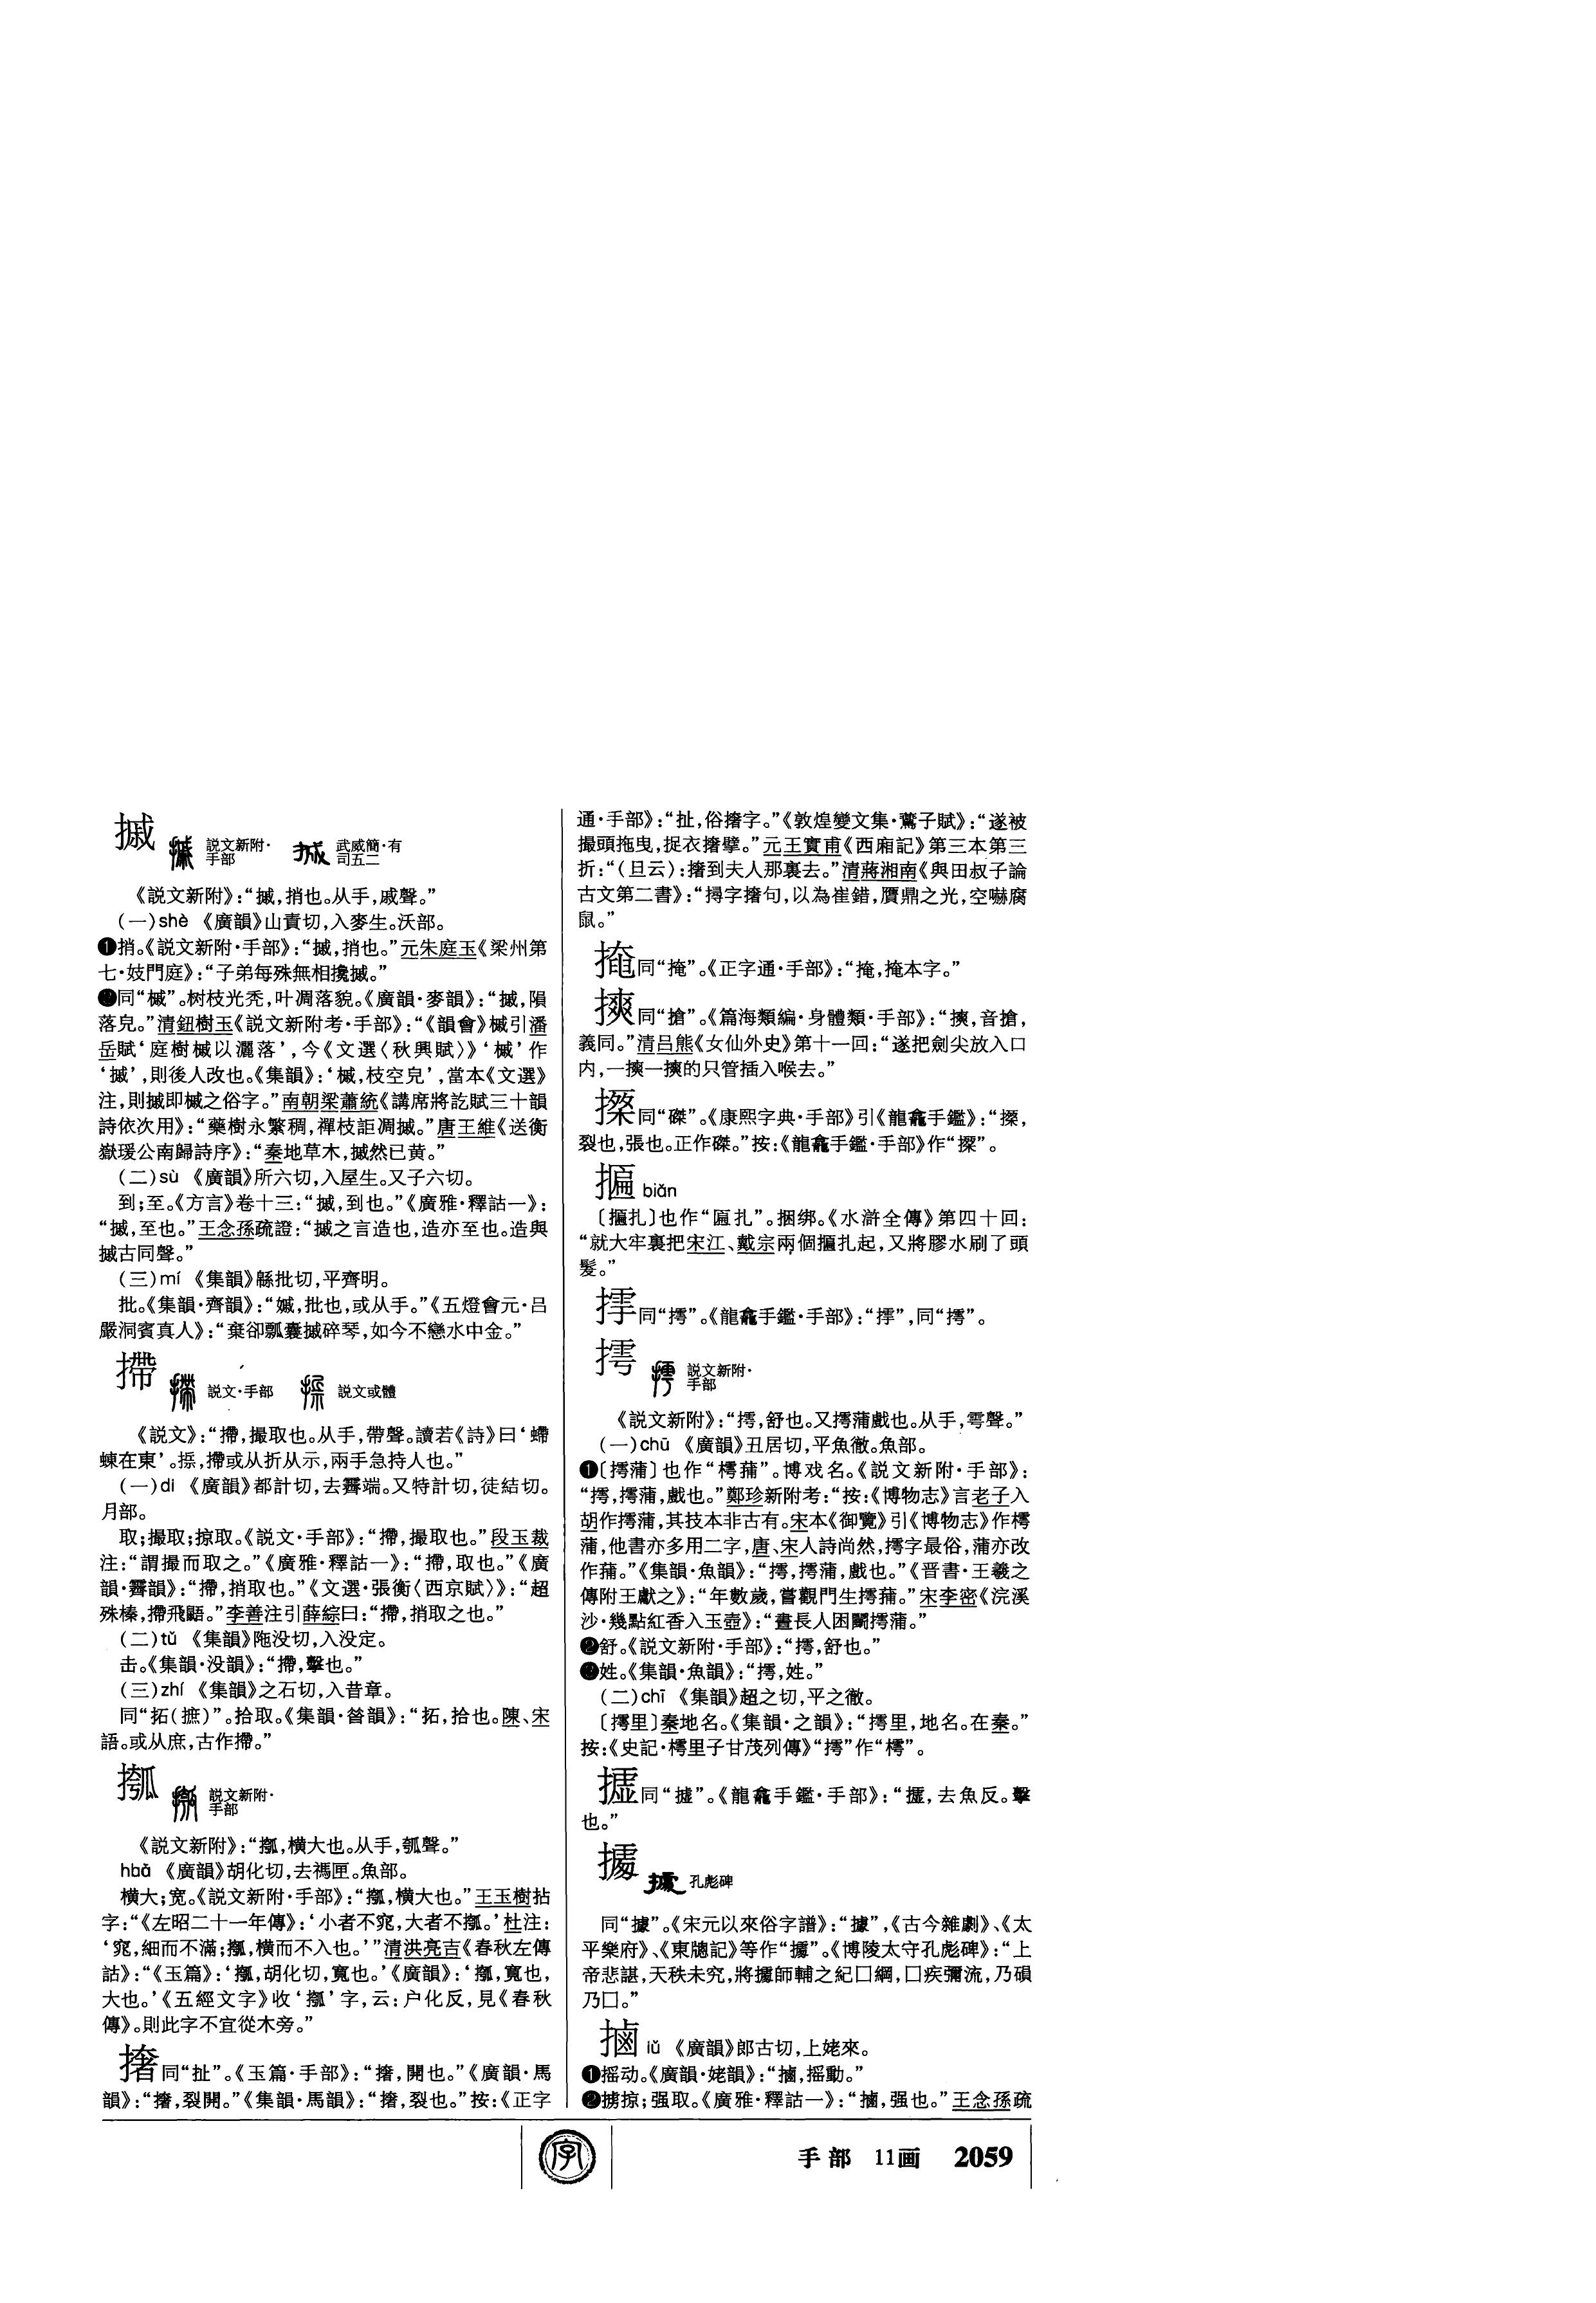 摵 説文新附·手部 武威簡·有司五二
《説文新附》：“摵，捎也。从手，戚聲。”
（一）shè 《廣韻》山責切，入麥生。沃部。
❶捎。《説文新附·手部》：“摵，捎也。”元朱庭玉《梁州第
七·妓門庭》：“子弟每殊無相攙摵。”
❷同“槭”。树枝光秃，叶凋落貌。《廣韻·麥韻》：“摵，隕
落皃。”清鈕樹玉《説文新附考·手部》：“《韻會》槭引潘
岳賦‘庭樹槭以灑落’，今《文選〈秋興賦〉》‘槭’作
‘摵’，則後人改也。《集韻》：‘槭，枝空皃’，當本《文選》
注，則摵即槭之俗字。”南朝梁蕭統《講席將訖賦三十韻
詩依次用》：“藥樹永繁稠，禪枝詎凋摵。”唐王維《送衡
嶽瑗公南歸詩序》：“秦地草木，摵然已黄。”
（二）sù 《廣韻》所六切，入屋生。又子六切。
到；至。《方言》卷十三：“摵，到也。”《廣雅·釋詁一》：
“摵，至也。”王念孫疏證：“摵之言造也，造亦至也。造與
摵古同聲。”
（三）mí 《集韻》緜批切，平齊明。
批。《集韻·齊韻》：“㩢，批也，或从手。”《五燈會元·吕
嚴洞賓真人》：“棄卻瓢囊摵碎琴，如今不戀水中金。”
摕 説文·手部 説文或體
《説文》：“摕，撮取也。从手，帶聲。讀若《詩》曰‘螮
蝀在東’。㨖，摕或从折从示，兩手急持人也。”
（一）dì 《廣韻》都計切，去霽端。又特計切，徒結切。
月部。
取；撮取；掠取。《説文·手部》：“摕，撮取也。”段玉裁
注：“謂撮而取之。”《廣雅·釋詁一》：“摕，取也。”《廣
韻·霽韻》：“摕，捎取也。”《文選·張衡〈西京賦〉》：“超
殊榛，摕飛鼯。”李善注引薛綜曰：“摕，捎取之也。”
（二）tǔ 《集韻》陁没切，入没定。
击。《集韻·没韻》：“摕，擊也。”
（三）zhí 《集韻》之石切，入昔章。
同“拓（摭）”。拾取。《集韻·㫺韻》：“拓，拾也。陳、宋
語。或从庶，古作摕。”
摦 説文新附·手部
《説文新附》：“摦，横大也。从手，瓠聲。”
huà 《廣韻》胡化切，去禡匣。魚部。
横大；宽。《説文新附·手部》：“摦，横大也。”王玉樹拈
字：“《左昭二十一年傳》：‘小者不窕，大者不摦。’杜注：
‘窕，細而不滿；摦，横而不入也。’”清洪亮吉《春秋左傳
詁》：“《玉篇》：‘摦，胡化切，寬也。’《廣韻》：‘摦，寬也，
大也。’《五經文字》收‘摦’字，云：户化反，見《春秋
傳》。則此字不宜從木旁。”
撦同“扯”。《玉篇·手部》：“撦，開也。”《廣韻·馬
韻》：“撦，裂開。”《集韻·馬韻》：“撦，裂也。”按：《正字
通·手部》：“扯，俗撦字。”《敦煌變文集·鷰子賦》：“遂被
撮頭拖曳，捉衣撦擘。”元王實甫《西廂記》第三本第三
折：“（旦云）：撦到夫人那裏去。”清蔣湘南《與田叔子論
古文第二書》：“撏字撦句，以為崔錯，贋鼎之光，空嚇腐
鼠。”
同“掩”。《正字通·手部》：“掩，掩本字。”
摤同“搶”。《篇海類編·身體類·手部》：“摤，音搶，
義同。”清吕熊《女仙外史》第十一回：“遂把劍尖放入口
内，一摤一摤的只管插入喉去。”
同“磔”。《康熙字典·手部》引《龍龕手鑑》：“，
裂也，張也。正作磔。”按：《龍龕手鑑·手部》作“”。
揙 biǎn
〔扎〕也作“匾扎”。捆绑。《水滸全傳》第四十回：
“就大牢裏把宋江、戴宗兩個扎起，又將膠水刷了頭
髮。”
同“摴”。《龍龕手鑑·手部》：“”，同“摴”。
摴 説文新附·手部
《説文新附》：“摴，舒也。又摴蒲戲也。从手，雩聲。”
（一）chū 《廣韻》丑居切，平魚徹。魚部。
❶〔摴蒲〕也作“樗蒱”。博戏名。《説文新附·手部》：
“摴，摴蒲，戲也。”鄭珍新附考：“按：《博物志》言老子入
胡作摴蒲，其技本非古有。宋本《御覽》引《博物志》作樗
蒲，他書亦多用二字，唐、宋人詩尚然，摴字最俗，蒲亦改
作蒱。”《集韻·魚韻》：“摴，摴蒲，戲也。”《晋書·王羲之
傳附王獻之》：“年數歲，嘗觀門生摴蒱。”宋李密《浣溪
沙·幾點紅香入玉壺》：“晝長人困鬭摴蒲。”
❷舒。《説文新附·手部》：“摴，舒也。”
❸姓。《集韻·魚韻》：“摴，姓。”
（二）chī 《集韻》超之切，平之徹。
〔摴里〕秦地名。《集韻·之韻》：“摴里，地名。在秦。”
按：《史記·樗里子甘茂列傳》“摴”作“樗”。
同“摣”。《龍龕手鑑·手部》：“，去魚反。擊
也。”
㩀 孔彪碑
同“據”。《宋元以來俗字譜》：“據”，《古今雜劇》、《太
平樂府》、《東牕記》等作“㩀”。《博陵太守孔彪碑》：“上
帝悲諶，天秩未究，將㩀師輔之紀囗綱，囗疾彌流，乃碩
乃囗。”
㨯 lǔ 《廣韻》郎古切，上姥來。
❶摇动。《廣韻·姥韻》：“㨯，摇動。”
❷掳掠；强取。《廣雅·釋詁一》：“㨯，强也。”王念孫疏
字
手部 11画 2059